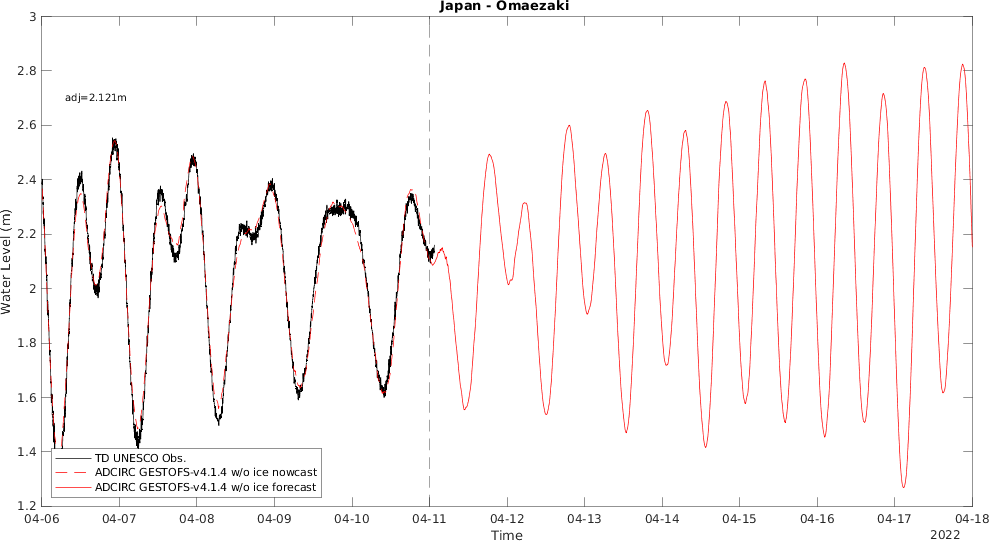 Japan - Omaezaki
3
2.8
2.6
2.4
2.2
2
1.8
1.6
1.4
1.2
Water Level (m)
adj=2.121m
TD UNESCO Obs.
ADCIRC GESTOFS-v4.1.4 w/o ice nowcast
ADCIRC GESTOFS-v4.1.4 w/o ice forecast
04-06 04-07 04-08 04-09 04-10 04-11 04-12 04-13 04-14 04-15 04-16 04-17 04-18
Time
2022